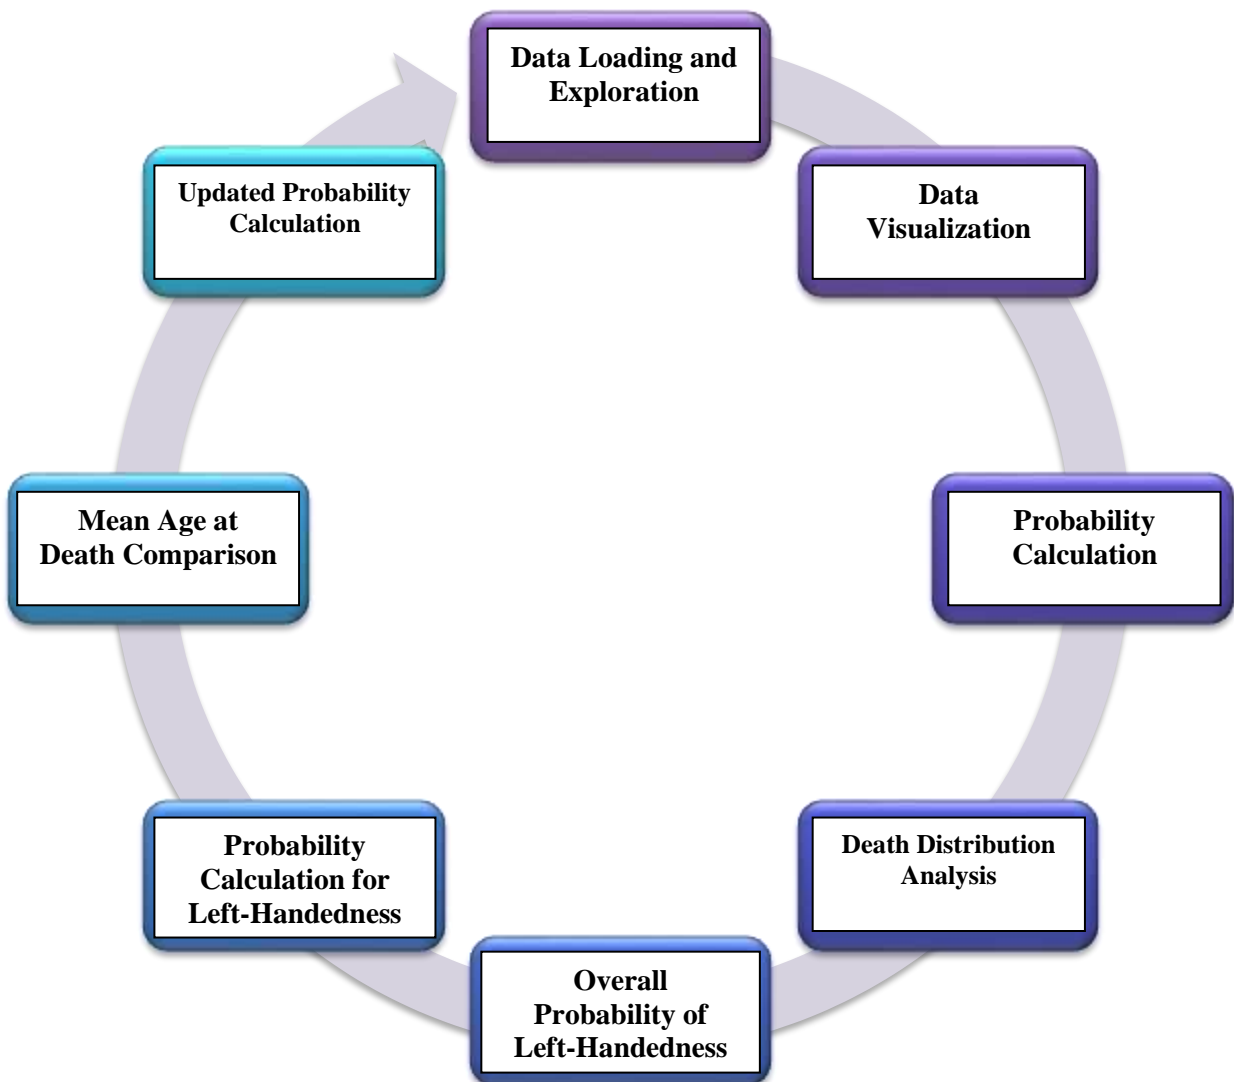 Data Loading and
Exploration
Data
Visualization
Probability
Calculation
Death Distribution
Analysis
Overall
Probability of
Left-Handedness
Probability
Calculation for
Left-Handedness
Mean Age at
Death Comparison
Updated Probability
Calculation